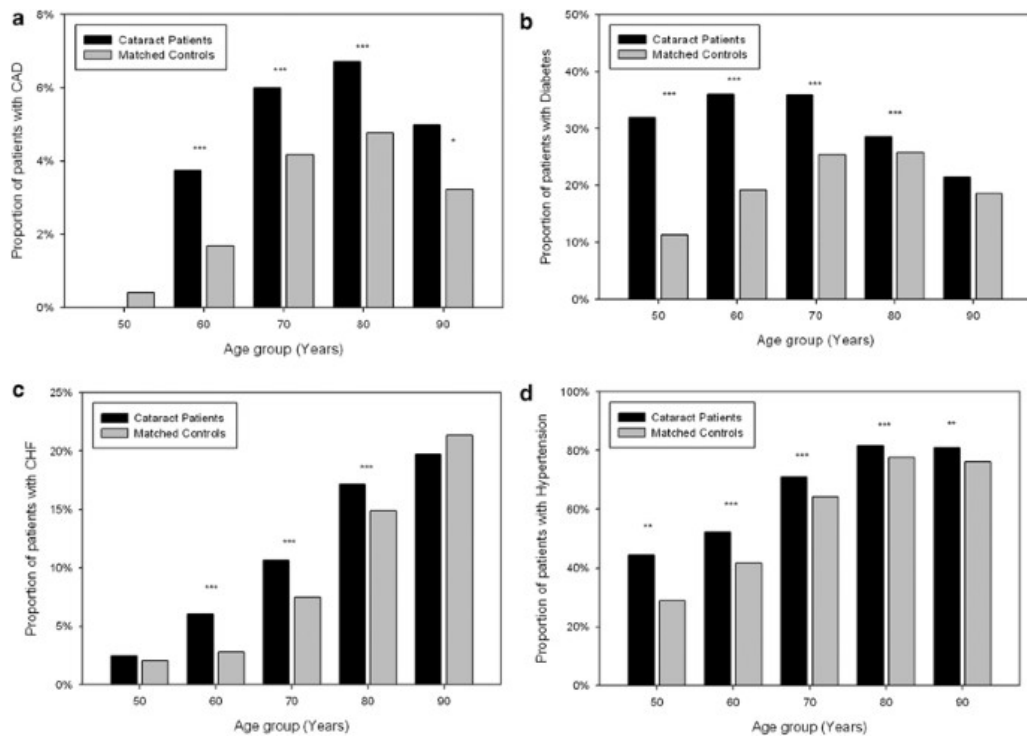 a
Proportion of patients with CAD
8%
6%
4%
2%
0%
Cataract Patients
Matched Controls
***
***
***
*
50 60 70 80 90
Age group (Years)
b
Proportion of patients with Diabetes
50%
40%
30%
20%
10%
0%
Cataract Patients
Matched Controls
***
***
***
***
50 60 70 80 90
Age group (Years)
c
Proportion of patients with CHF
25%
20%
15%
10%
5%
0%
Cataract Patients
Matched Controls
***
***
***
50 60 70 80 90
Age group (Years)
d
Proportion of patients with Hypertension
100%
80%
60%
40%
20%
0%
Cataract Patients
Matched Controls
**
***
***
***
**
50 60 70 80 90
Age group (Years)